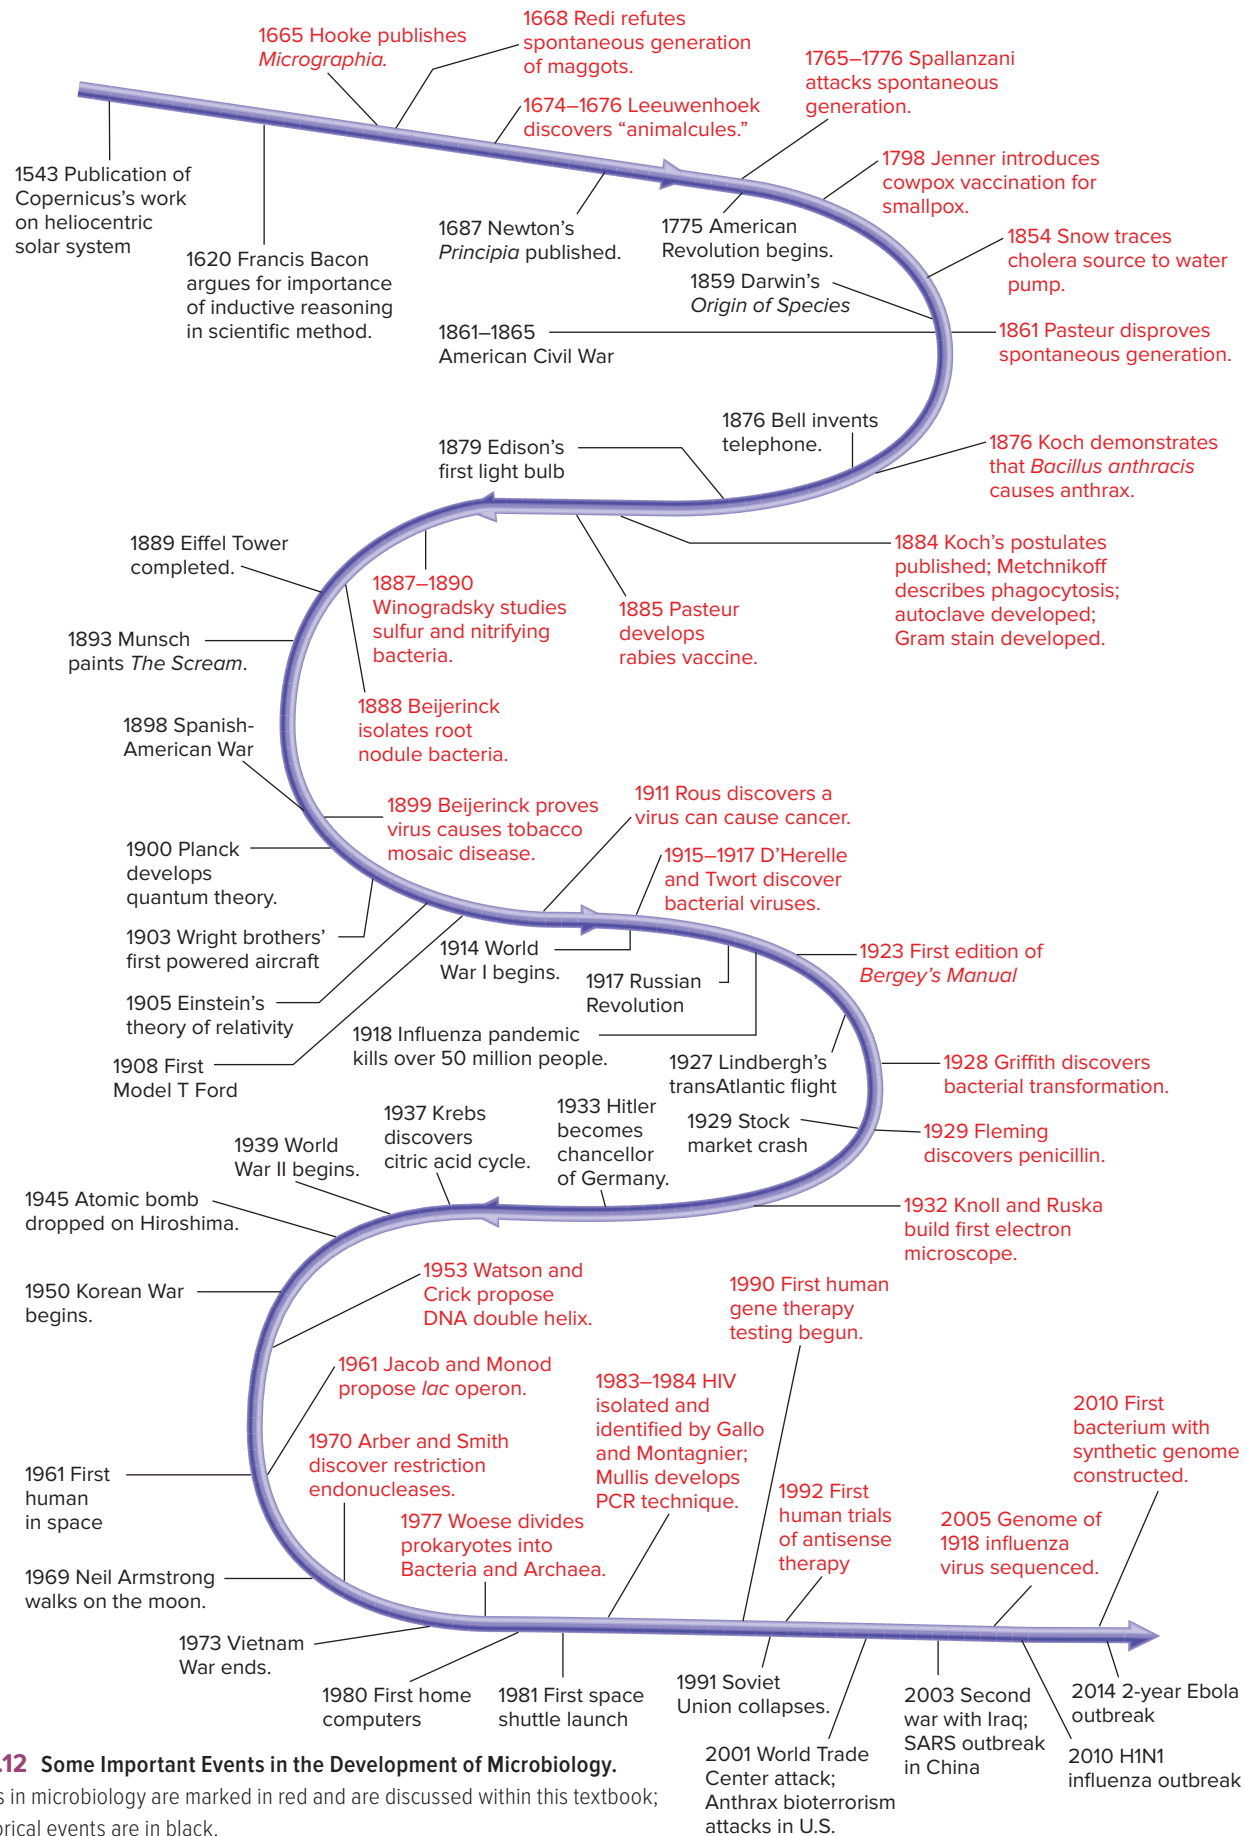 1665 Hooke publishes
Micrographia.
1668 Redi refutes
spontaneous generation
of maggots.
1674–1676 Leeuwenhoek
discovers “animalcules.”
1765–1776 Spallanzani
attacks spontaneous
generation.
1543 Publication of
Copernicus’s work
on heliocentric
solar system
1620 Francis Bacon
argues for importance
of inductive reasoning
in scientific method.
1687 Newton’s
Principia published.
1775 American
Revolution begins.
1798 Jenner introduces
cowpox vaccination for
smallpox.
1854 Snow traces
cholera source to water
pump.
1859 Darwin’s
Origin of Species
1861–1865
American Civil War
1861 Pasteur disproves
spontaneous generation.
1876 Bell invents
telephone.
1879 Edison’s
first light bulb
1876 Koch demonstrates
that Bacillus anthracis
causes anthrax.
1884 Koch’s postulates
published; Metchnikoff
describes phagocytosis;
autoclave developed;
Gram stain developed.
1885 Pasteur
develops
rabies vaccine.
1887–1890
Winogradsky studies
sulfur and nitrifying
bacteria.
1889 Eiffel Tower
completed.
1893 Munsch
paints The Scream.
1888 Beijerinck
isolates root
nodule bacteria.
1898 Spanish-
American War
1899 Beijerinck proves
virus causes tobacco
mosaic disease.
1900 Planck
develops
quantum theory.
1903 Wright brothers’
first powered aircraft
1905 Einstein’s
theory of relativity
1908 First
Model T Ford
1911 Rous discovers a
virus can cause cancer.
1915–1917 D’Herelle
and Twort discover
bacterial viruses.
1914 World
War I begins.
1917 Russian
Revolution
1918 Influenza pandemic
kills over 50 million people.
1923 First edition of
Bergey’s Manual
1927 Lindbergh’s
transAtlantic flight
1928 Griffith discovers
bacterial transformation.
1929 Stock
market crash
1929 Fleming
discovers penicillin.
1932 Knoll and Ruska
build first electron
microscope.
1933 Hitler
becomes
chancellor
of Germany.
1937 Krebs
discovers
citric acid cycle.
1939 World
War II begins.
1945 Atomic bomb
dropped on Hiroshima.
1950 Korean War
begins.
1953 Watson and
Crick propose
DNA double helix.
1961 Jacob and Monod
propose lac operon.
1961 First
human
in space
1969 Neil Armstrong
walks on the moon.
1970 Arber and Smith
discover restriction
endonucleases.
1973 Vietnam
War ends.
1977 Woese divides
prokaryotes into
Bacteria and Archaea.
1980 First home
computers
1981 First space
shuttle launch
1983–1984 HIV
isolated and
identified by Gallo
and Montagnier;
Mullis develops
PCR technique.
1990 First human
gene therapy
testing begun.
1991 Soviet
Union collapses.
1992 First
human trials
of antisense
therapy
2001 World Trade
Center attack;
Anthrax bioterrorism
attacks in U.S.
2003 Second
war with Iraq;
SARS outbreak
in China
2005 Genome of
1918 influenza
virus sequenced.
2010 First
bacterium with
synthetic genome
constructed.
2014 2-year Ebola
outbreak
2010 H1N1
influenza outbreak
.12 Some Important Events in the Development of Microbiology.
s in microbiology are marked in red and are discussed within this textbook;
orical events are in black.